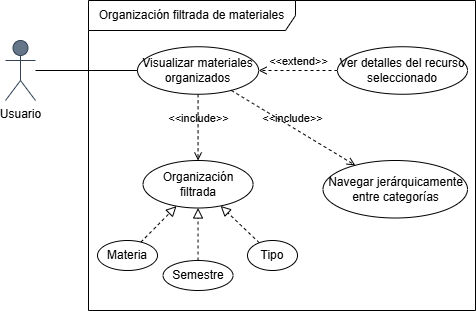 Organización filtrada de materiales
Visualizar materiales
organizados
<<extend>>
Ver detalles del recurso
seleccionado
Usuario
<<include>>
<<include>>
Organización
filtrada
Navegar jerárquicamente
entre categorías
Materia
Semestre
Tipo